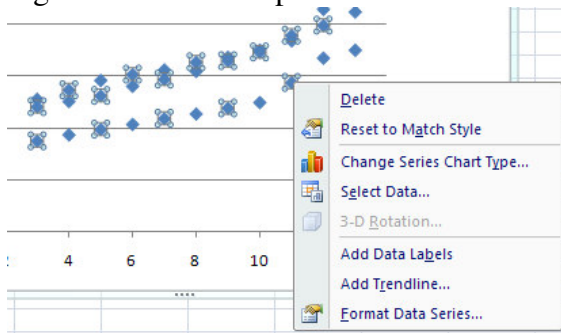 4 6 8 10
Delete
Reset to Match Style
Change Series Chart Type...
Select Data...
3-D Rotation...
Add Data Labels
Add Trendline...
Format Data Series...